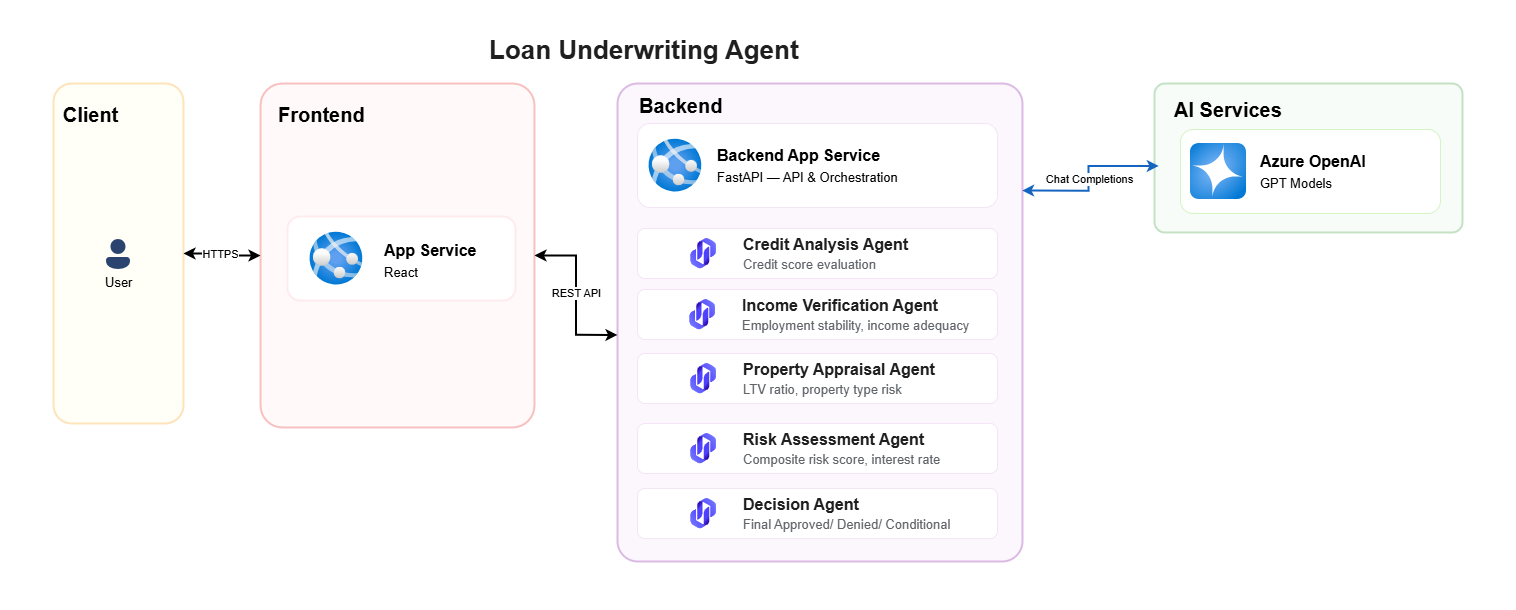 Loan Underwriting Agent
Client
User
HTTPS
Frontend
App Service
React
REST API
Backend
Backend App Service
FastAPI — API & Orchestration
Credit Analysis Agent
Credit score evaluation
Income Verification Agent
Employment stability, income adequacy
Property Appraisal Agent
LTV ratio, property type risk
Risk Assessment Agent
Composite risk score, interest rate
Decision Agent
Final Approved/ Denied/ Conditional
Chat Completions
AI Services
Azure OpenAI
GPT Models